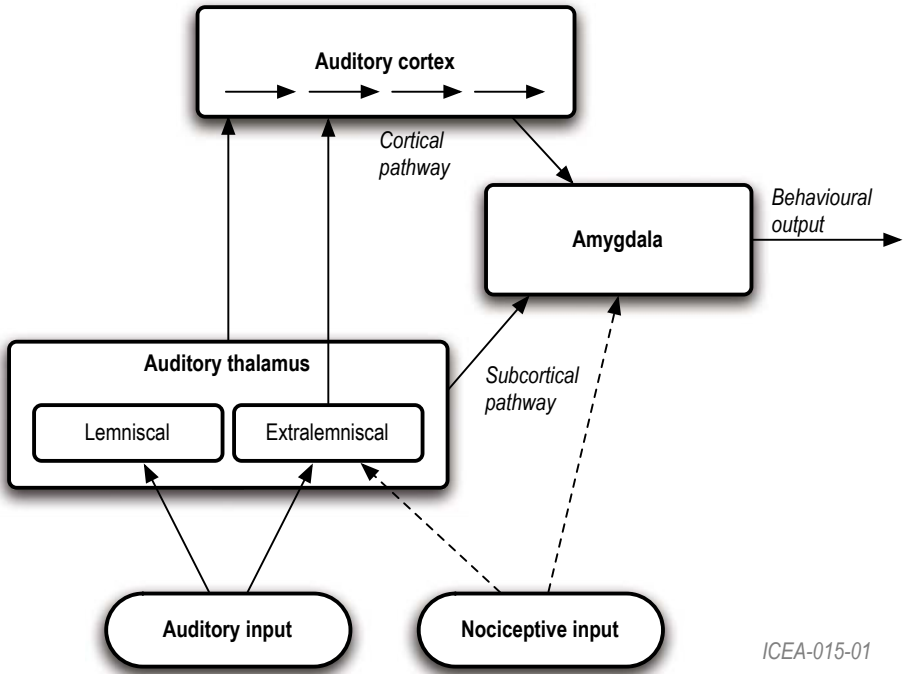 Auditory cortex
Cortical
pathway
Behavioural
output
Amygdala
Auditory thalamus
Subcortical
pathway
Lemniscal
Extralemniscal
Auditory input
Nociceptive input
ICEA-015-01